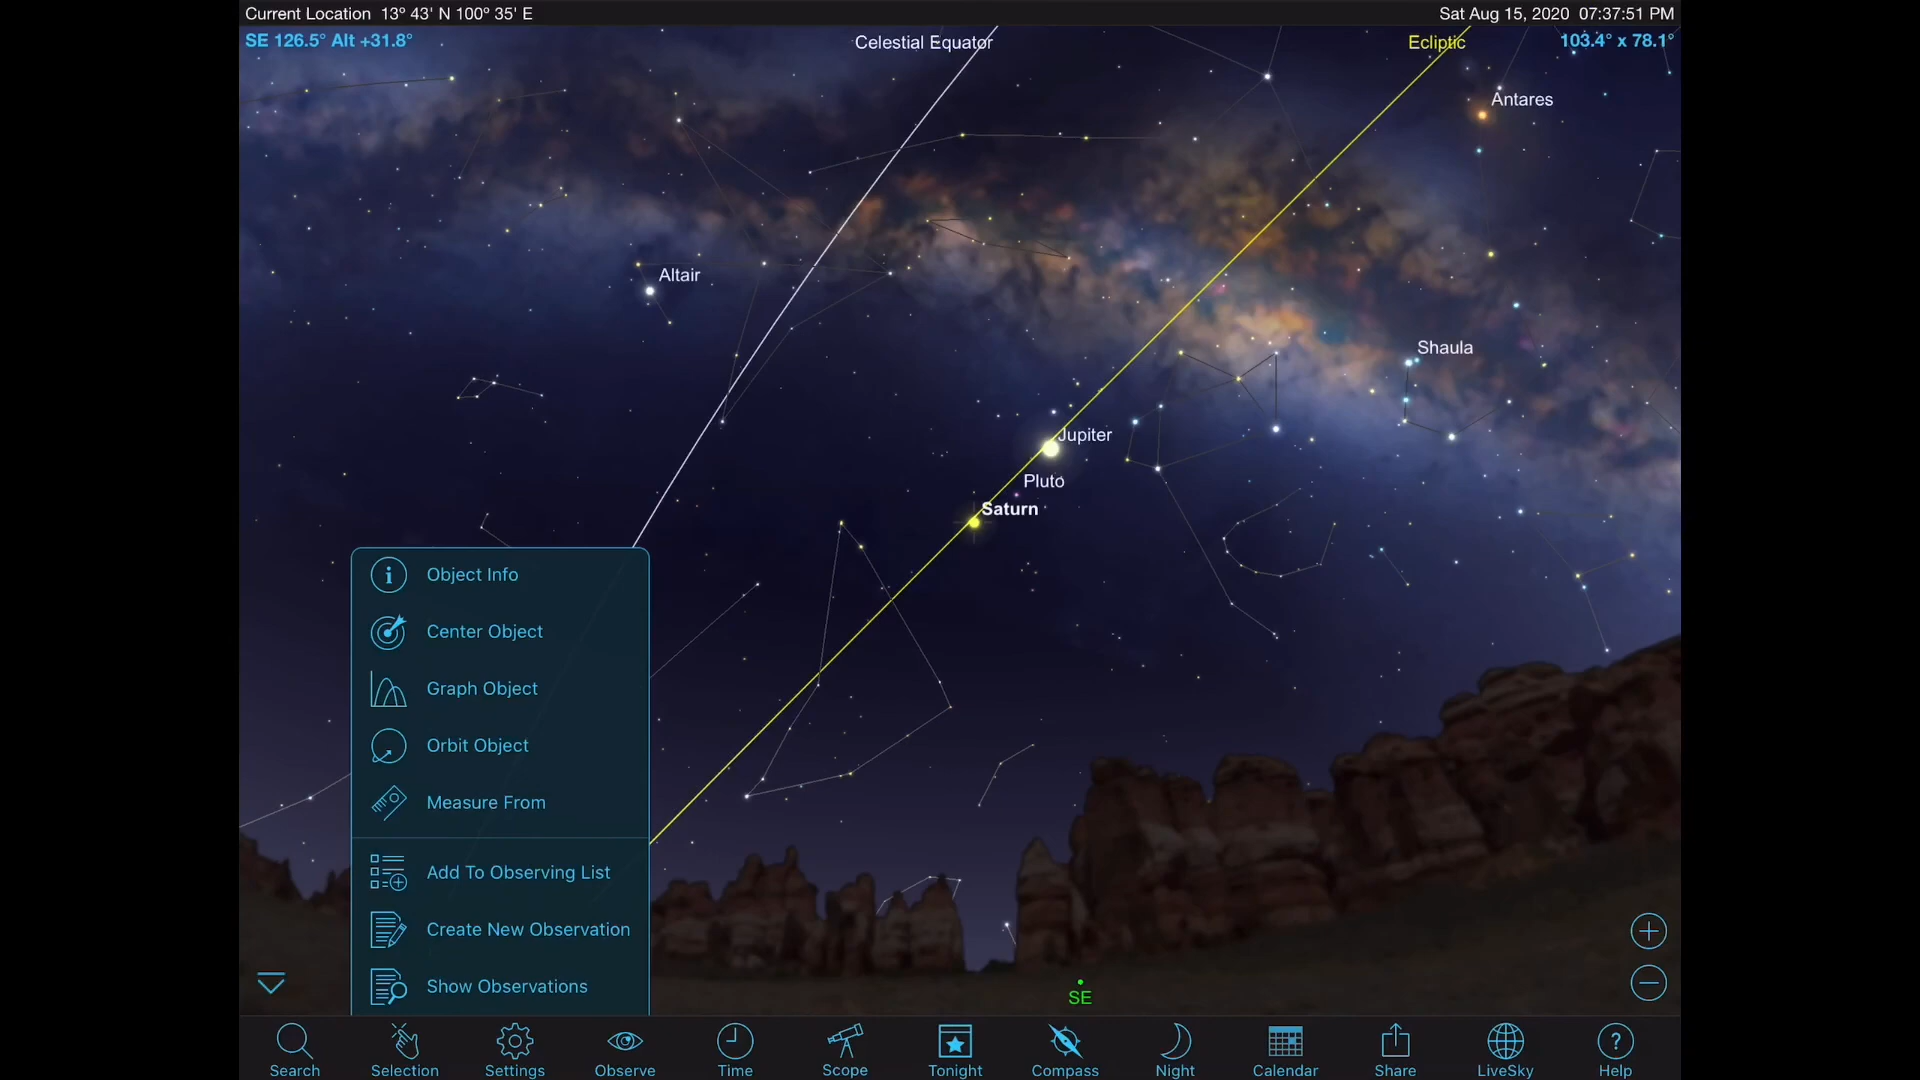 Current Location 13° 43' N 100° 35' E
Sat Aug 15, 2020 07:37:51 PM
SE 126.5° Alt +31.8°
Celestial Equator
Ecliptic
103.4° x 78.1°
Antares
Altair
Shaula
Jupiter
Pluto
Saturn
Object Info
Center Object
Graph Object
Orbit Object
Measure From
Add To Observing List
Create New Observation
Show Observations
SE
Search
Selection
Settings
Observe
Time
Scope
Tonight
Compass
Night
Calendar
Share
LiveSky
Help